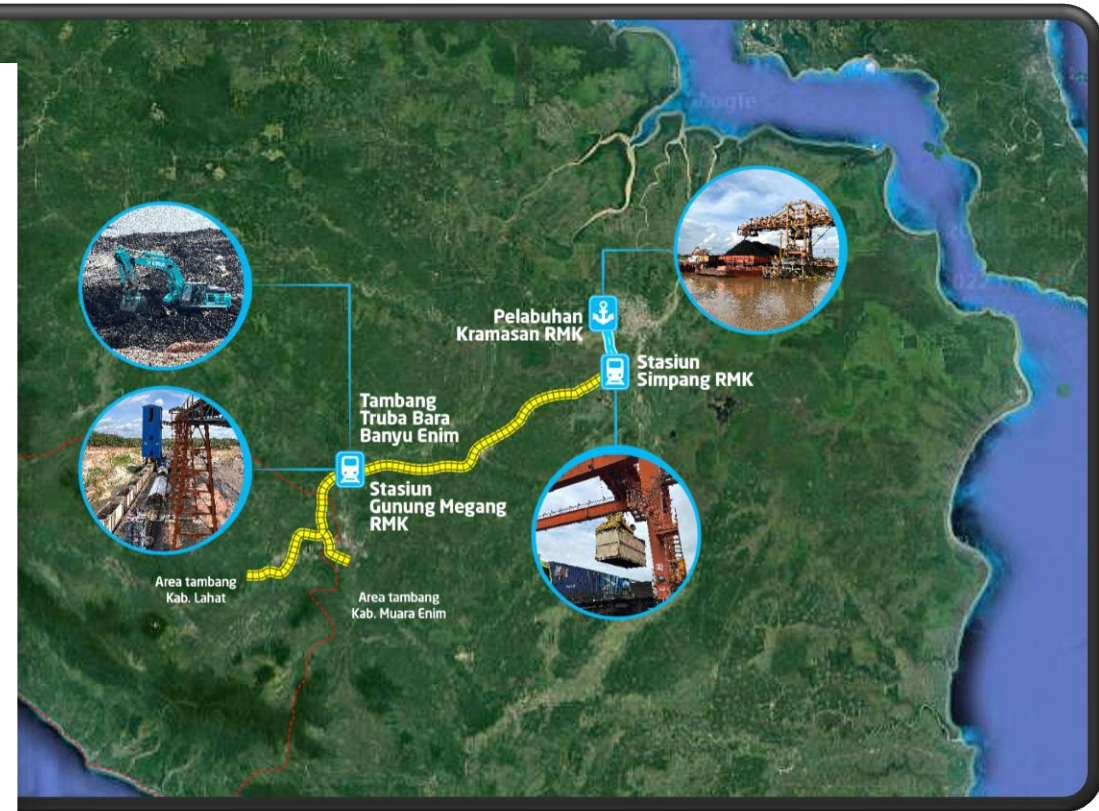 Pelabuhan
Kramasan RMK
Stasiun
Simpang RMK
Tambang
Truba Bara
Banyu Enim
Stasiun
Gunung Megang
RMK
Area tambang
Kab. Lahat
Area tambang
Kab. Muara Enim